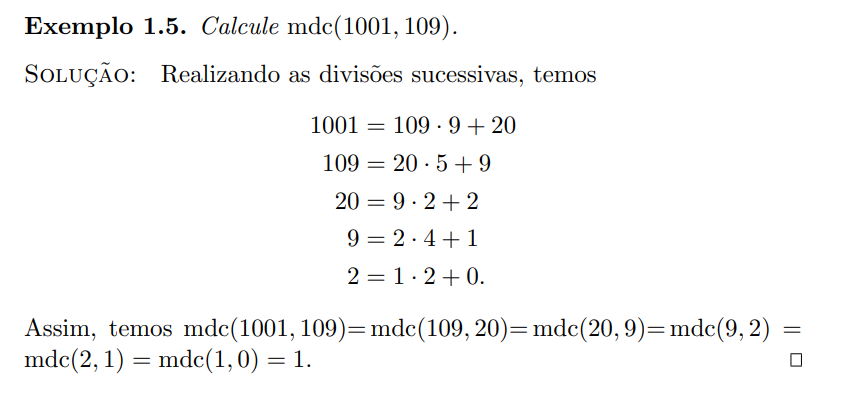 Exemplo 1.5. Calcule mdc(1001, 109).
Solução: Realizando as divisões sucessivas, temos
1001 = 109 · 9 + 20
109 = 20 · 5 + 9
20 = 9 · 2 + 2
9 = 2 · 4 + 1
2 = 1 · 2 + 0.
Assim, temos mdc(1001, 109)=mdc(109, 20)=mdc(20, 9)=mdc(9, 2) =
mdc(2, 1) = mdc(1, 0) = 1. □